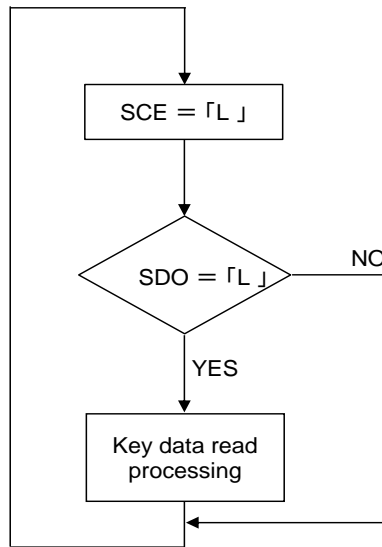 SCE = ｢L ｣
SDO = ｢L ｣
NO
YES
Key data read
processing